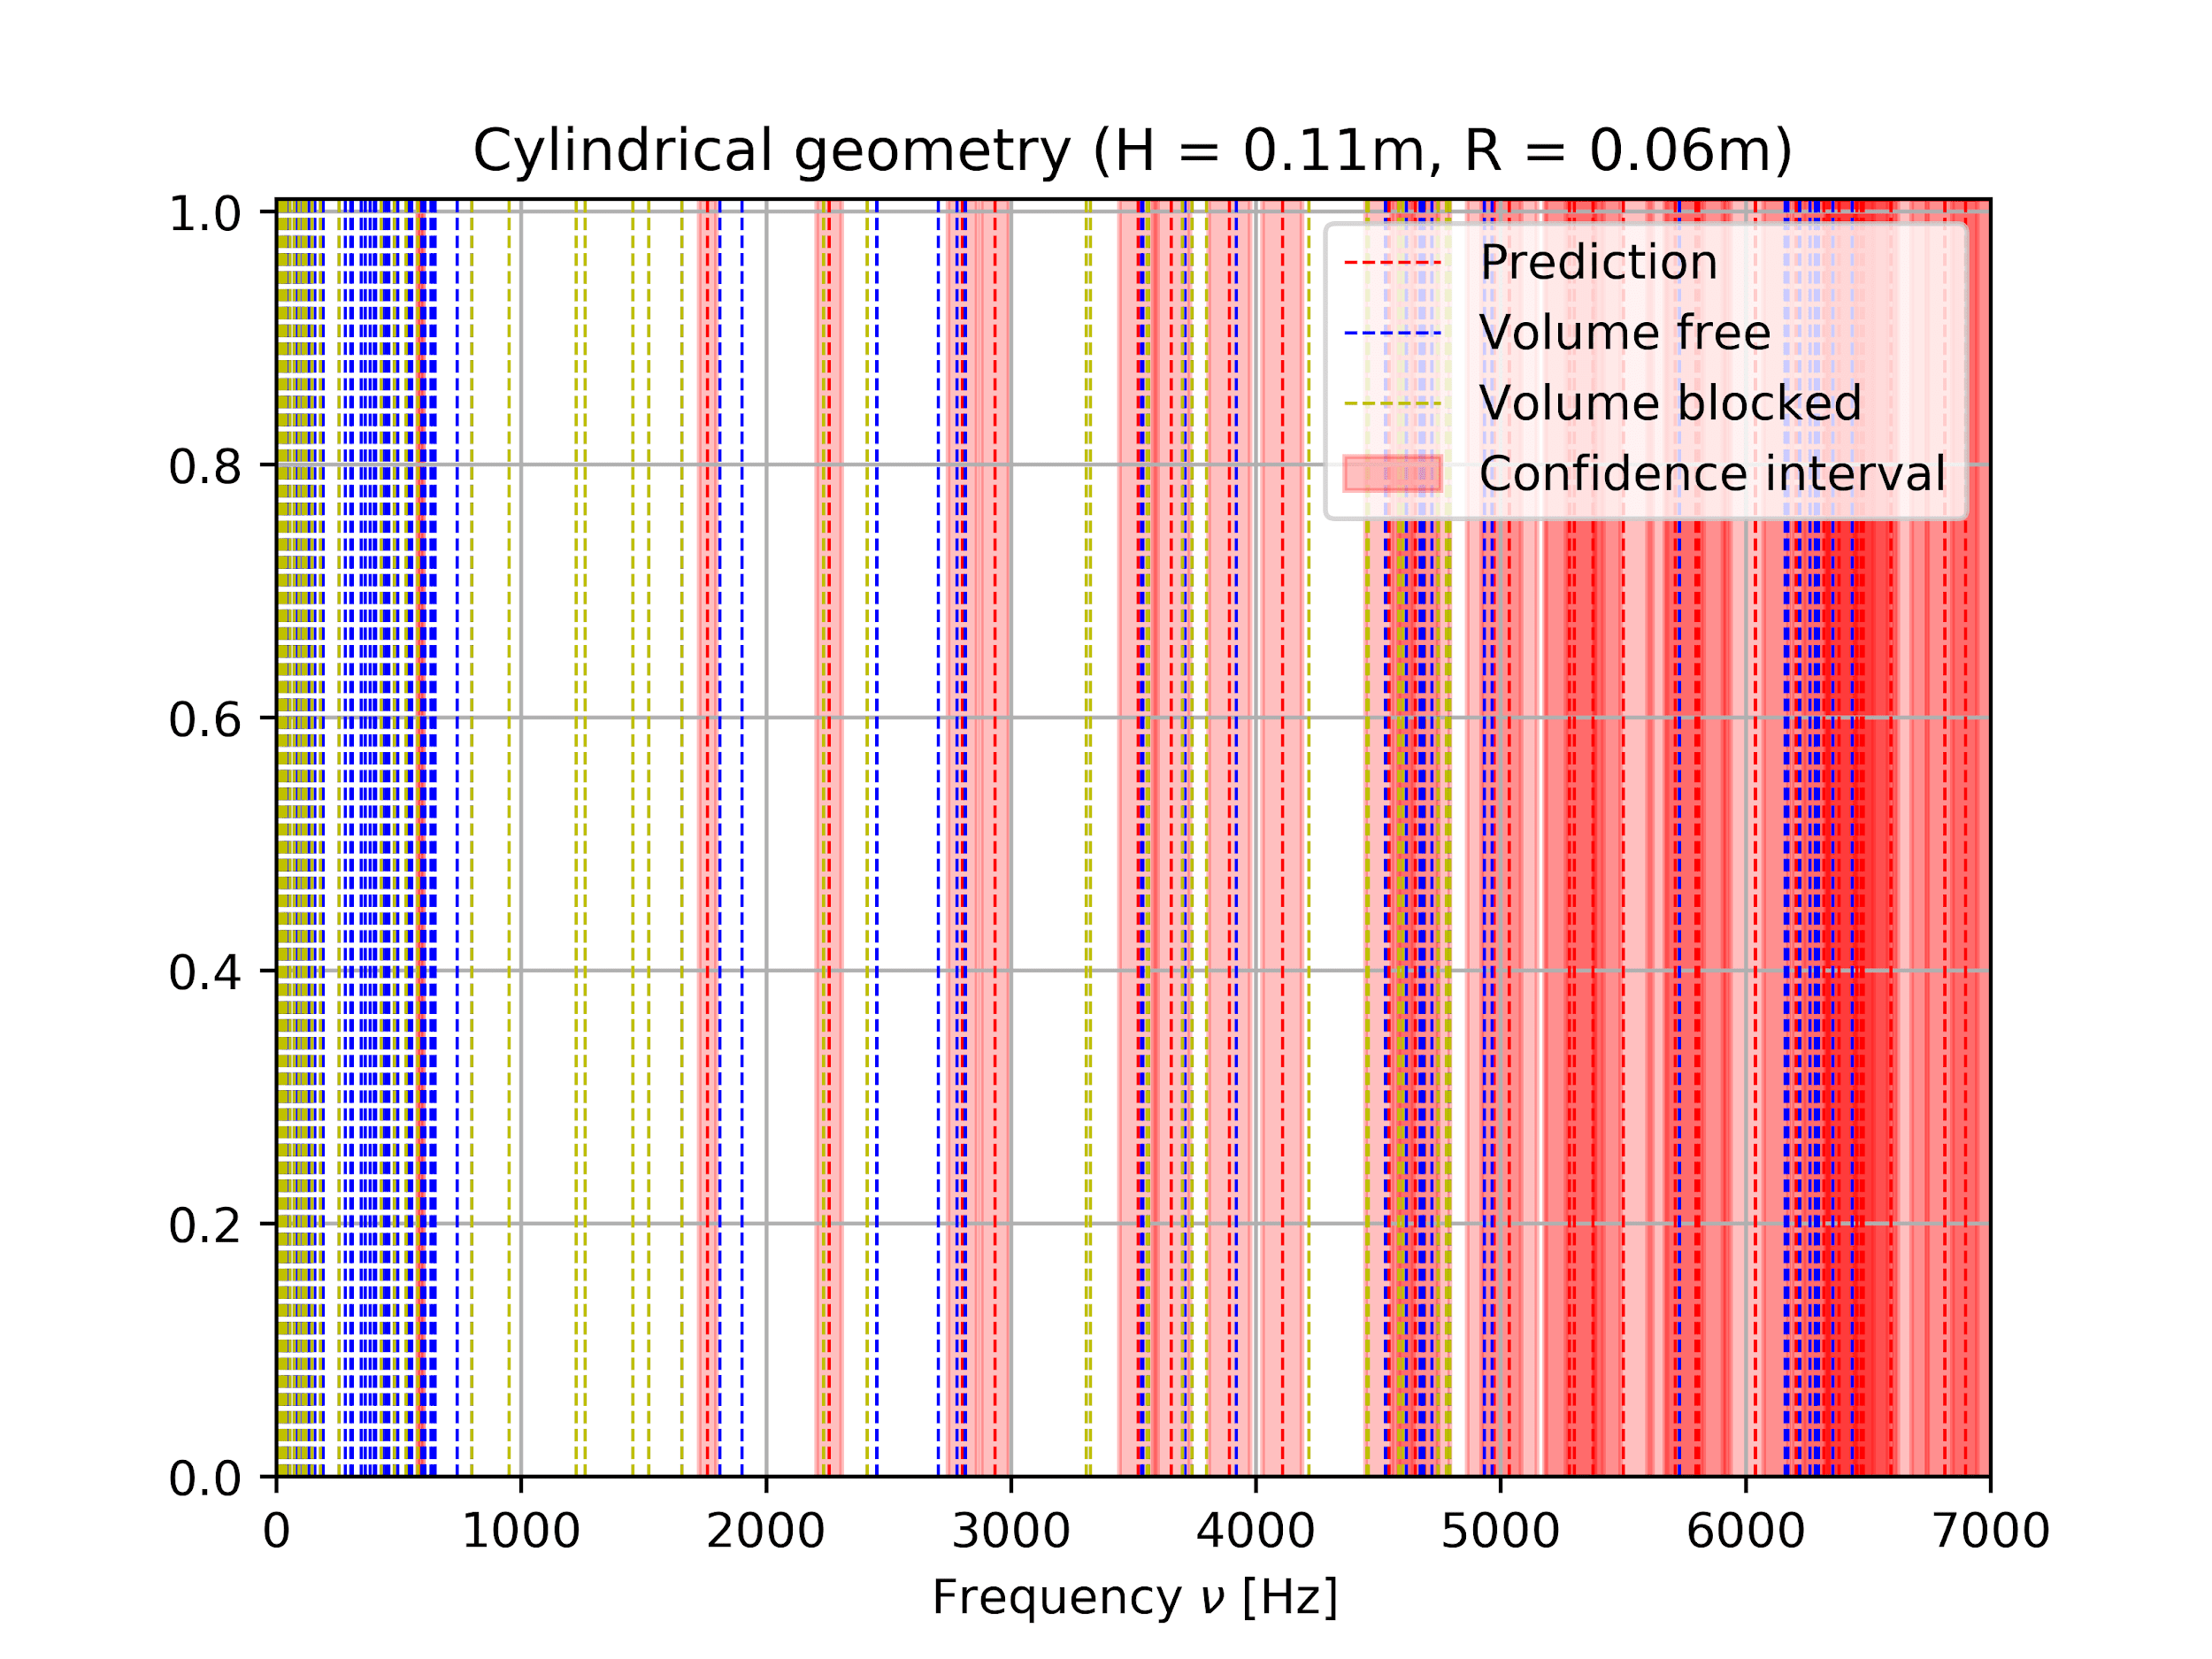 Cylindrical geometry (H = 0.11m, R = 0.06m)
1.0
0.8
0.6
0.4
0.2
0.0
Prediction
Volume free
Volume blocked
Confidence interval
0 1000 2000 3000 4000 5000 6000 7000
Frequency ν [Hz]